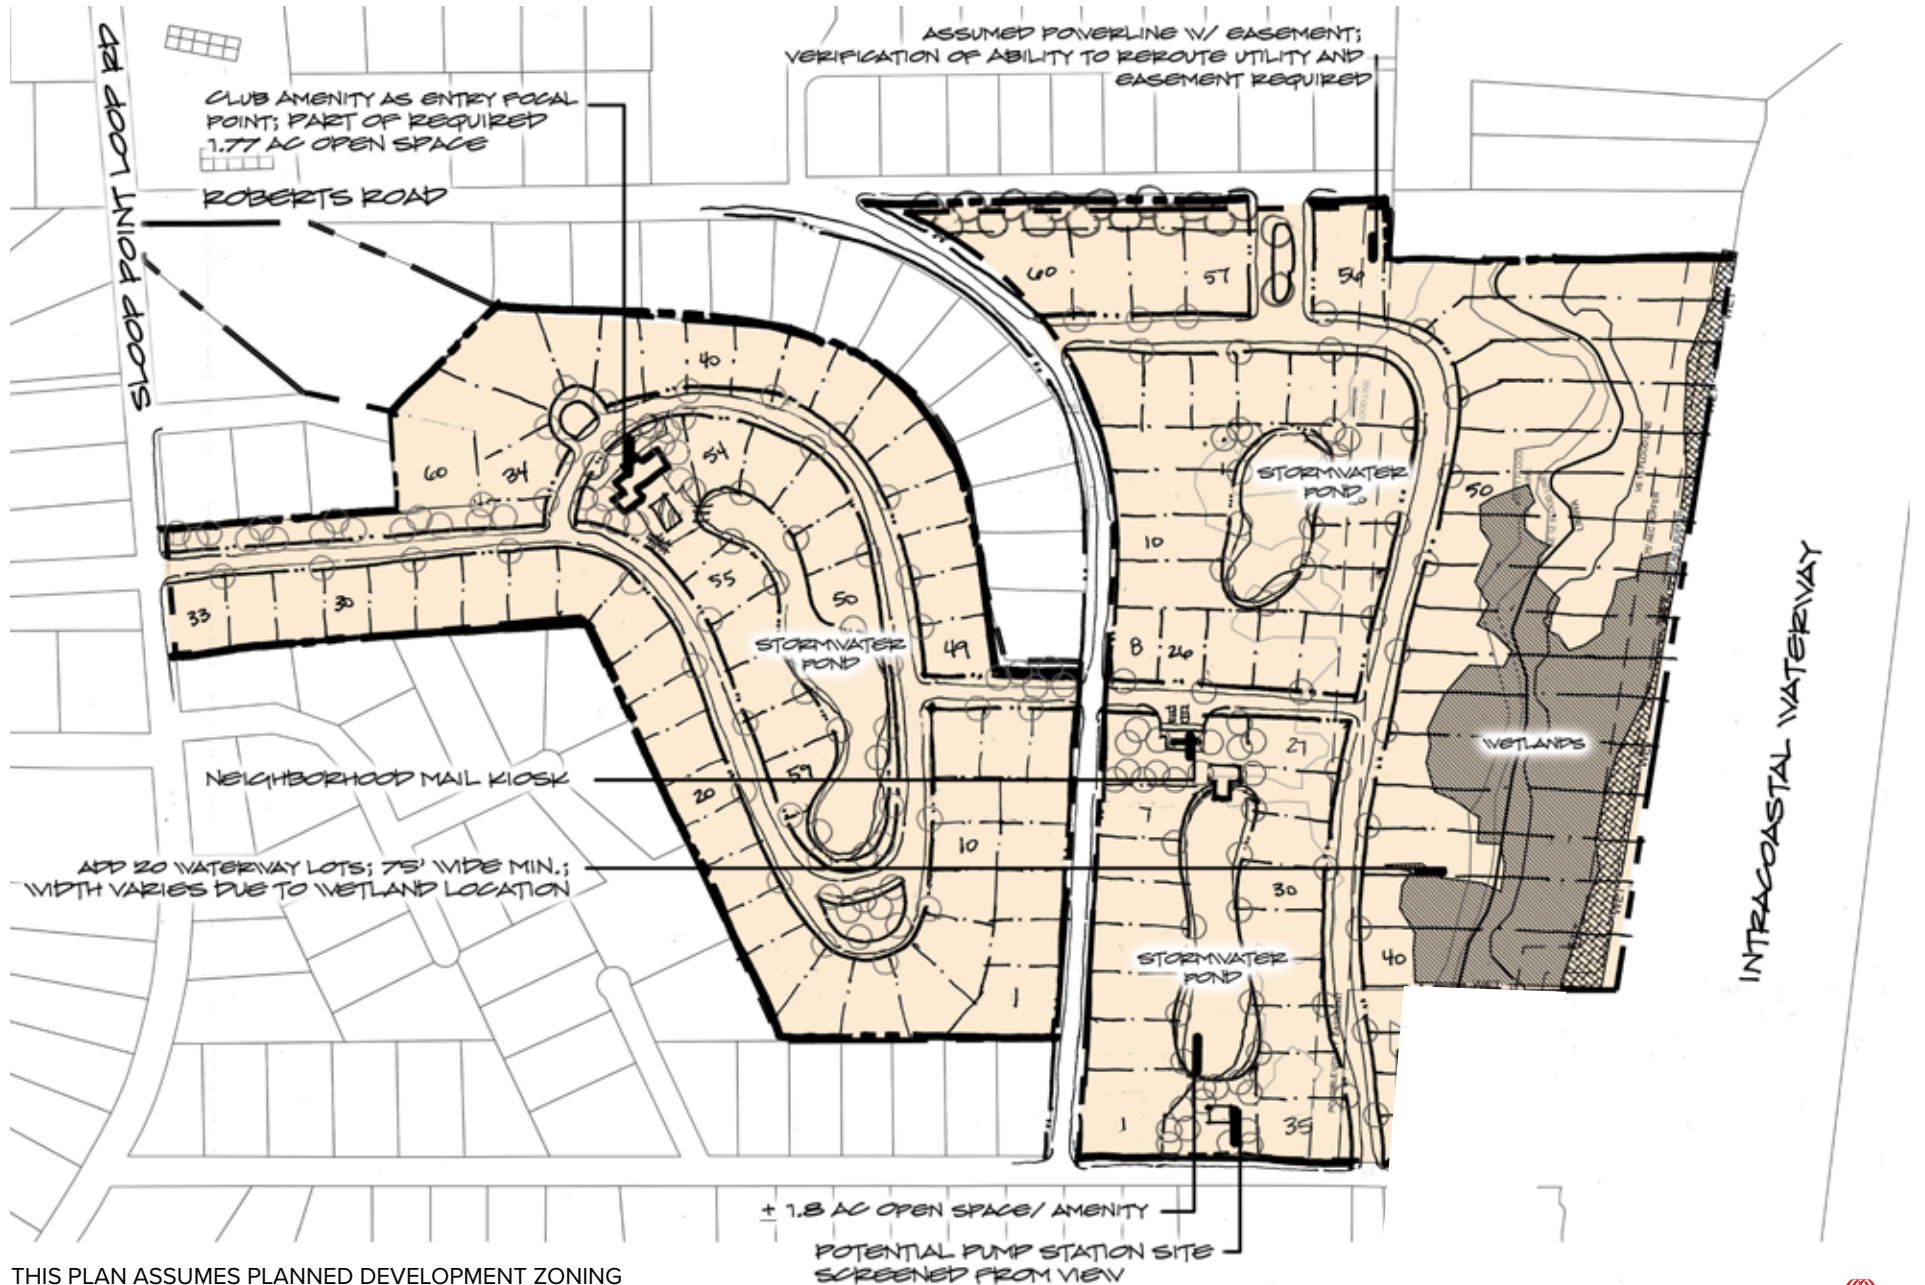 ASSUMED POWERLINE W/ EASEMENT;
VERIFICATION OF ABILITY TO REROUTE UTILITY AND
EASEMENT REQUIRED
CLUB AMENITY AS ENTRY FOCAL
POINT; PART OF REQUIRED
1.77 AC OPEN SPACE
SLOOP POINT LOOP RD
ROBERTS ROAD
60
57
56
40
60
34
54
STORMWATER
POND
50
10
33
30
55
50
STORMWATER
POND
49
8
26
WETLANDS
INTRACOASTAL WATERWAY
NEIGHBORHOOD MAIL KIOSK
59
20
27
7
10
ADD 20 WATERWAY LOTS; 75' WIDE MIN.;
WIDTH VARIES DUE TO WETLAND LOCATION
30
STORMWATER
POND
40
1
1
35
± 1.8 AC OPEN SPACE/ AMENITY
POTENTIAL PUMP STATION SITE
SCREENED FROM VIEW
THIS PLAN ASSUMES PLANNED DEVELOPMENT ZONING